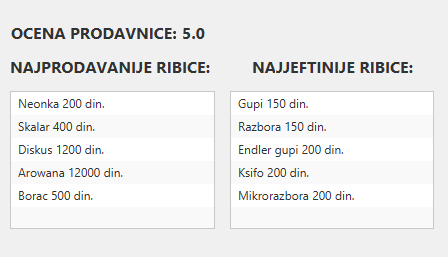 OCENA PRODAVNICE: 5.0
NAJPRODAVANIJE RIBICE:
Neonka 200 din.
Skalar 400 din.
Diskus 1200 din.
Arowana 12000 din.
Borac 500 din.
NAJJEFTINIJE RIBICE:
Gupi 150 din.
Razbora 150 din.
Endler gupi 200 din.
Ksifo 200 din.
Mikrorazbora 200 din.